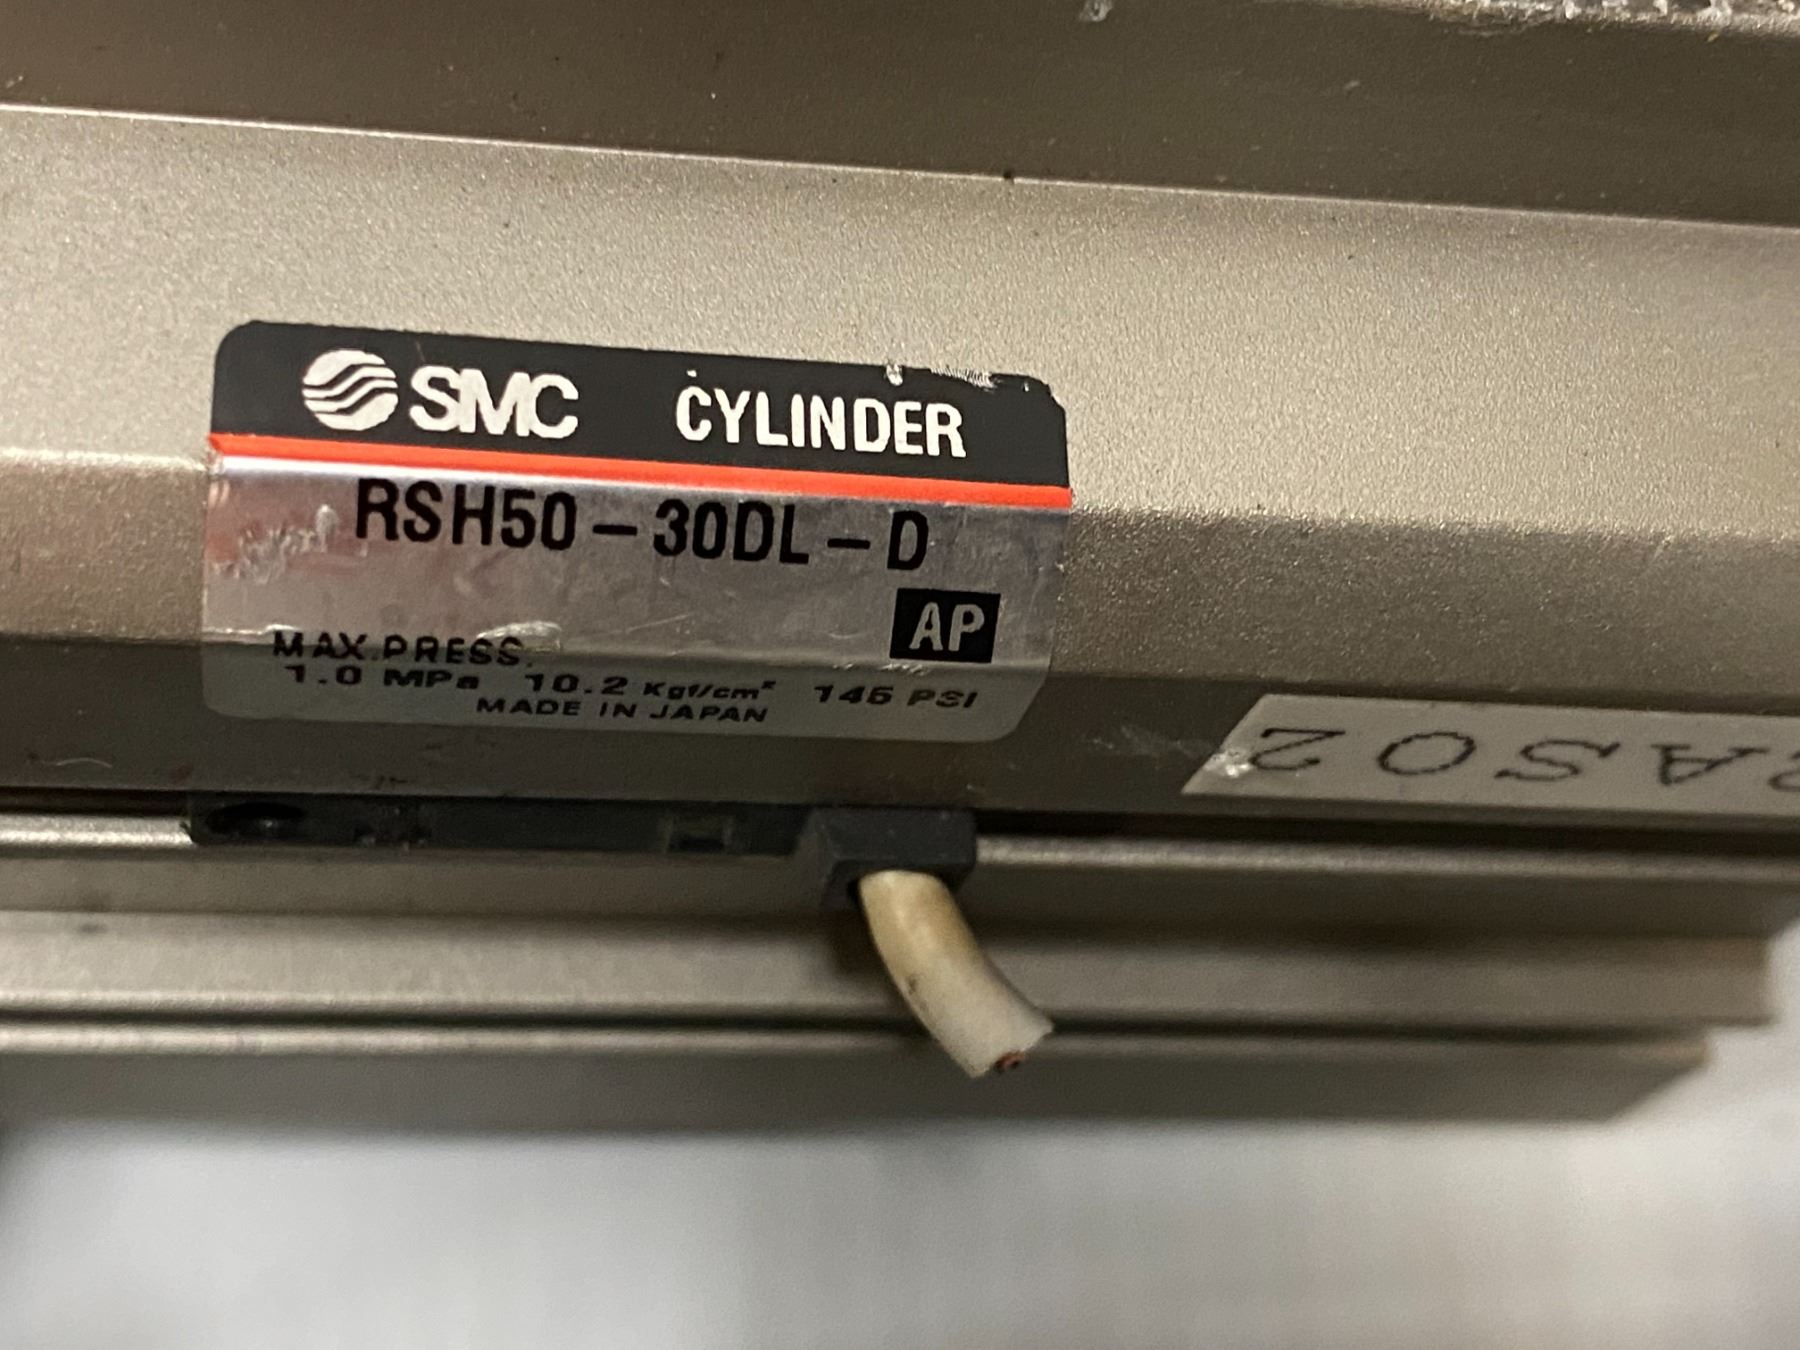 SMC CYLINDER
RSH50-30DL-D
AP
MAX.PRESS.
1.0 MPa 10.2 Kgf/cm² 145 PSI
MADE IN JAPAN